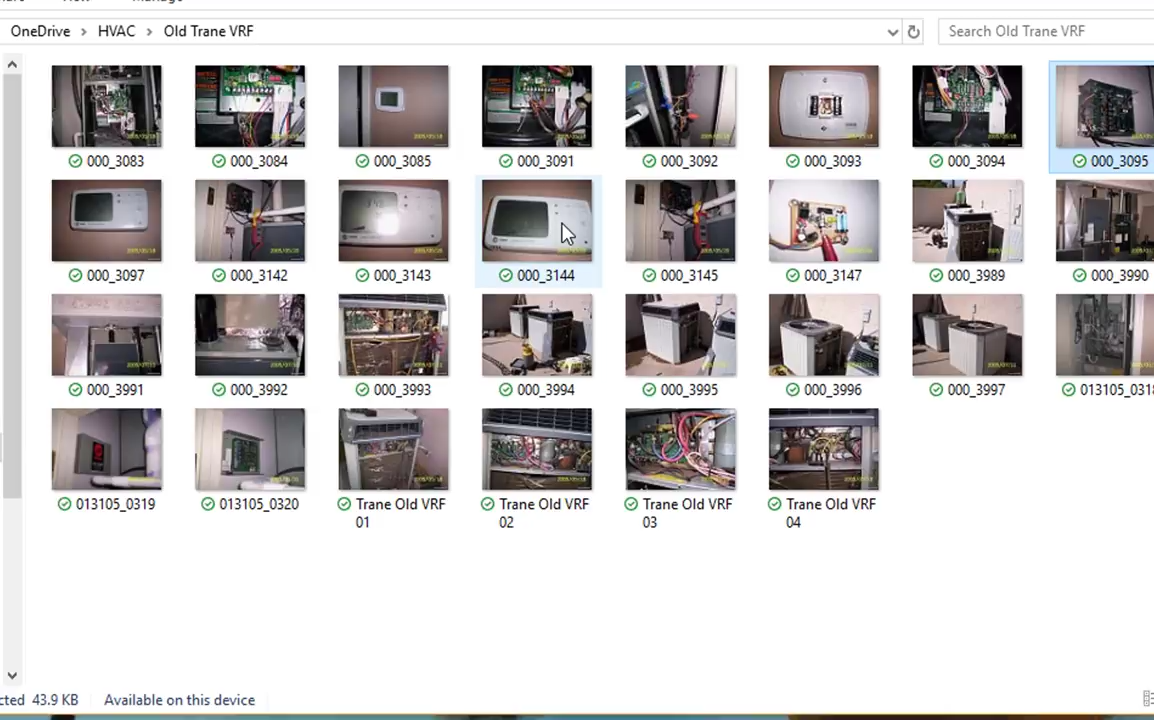 OneDrive > HVAC > Old Trane VRF
Search Old Trane VRF
000_3083 000_3084 000_3085 000_3091 000_3092 000_3093 000_3094 000_3095
000_3097 000_3142 000_3143 000_3144 000_3145 000_3147 000_3989 000_3990
000_3991 000_3992 000_3993 000_3994 000_3995 000_3996 000_3997 013105_0318
013105_0319 013105_0320 Trane Old VRF 01 Trane Old VRF 02 Trane Old VRF 03 Trane Old VRF 04
cted 43.9 KB Available on this device